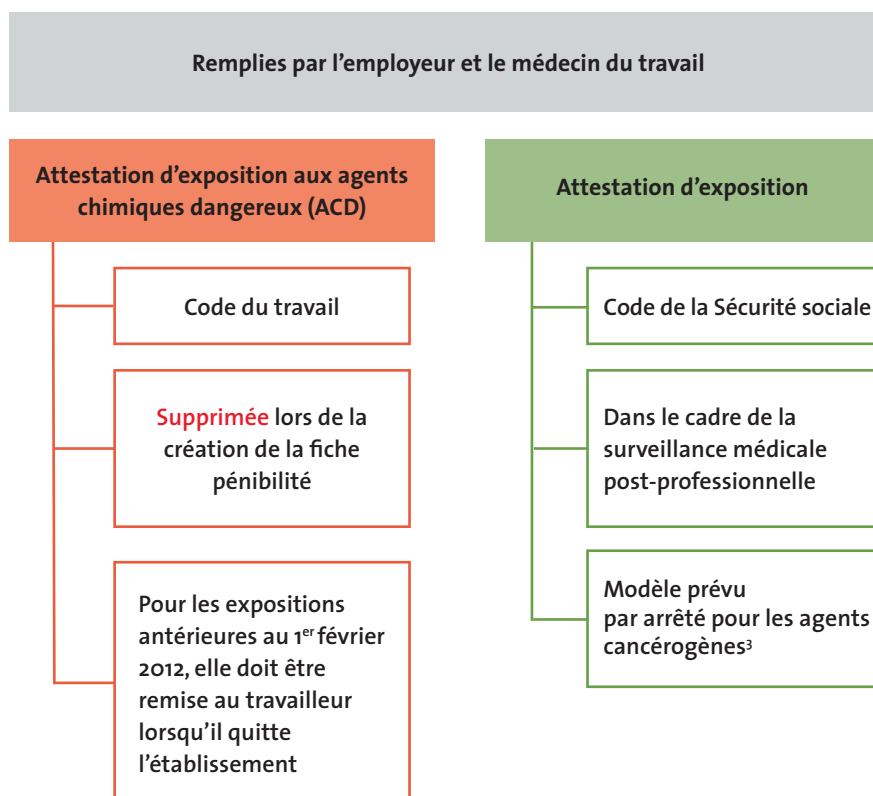 Remplies par l’employeur et le médecin du travail
Attestation d’exposition aux agents
chimiques dangereux (ACD)
Code du travail
Supprimée lors de la
création de la fiche
pénibilité
Pour les expositions
antérieures au 1er février
2012, elle doit être
remise au travailleur
lorsqu’il quitte
l’établissement
Attestation d’exposition
Code de la Sécurité sociale
Dans le cadre de la
surveillance médicale
post-professionnelle
Modèle prévu
par arrêté pour les agents
cancérogènes³